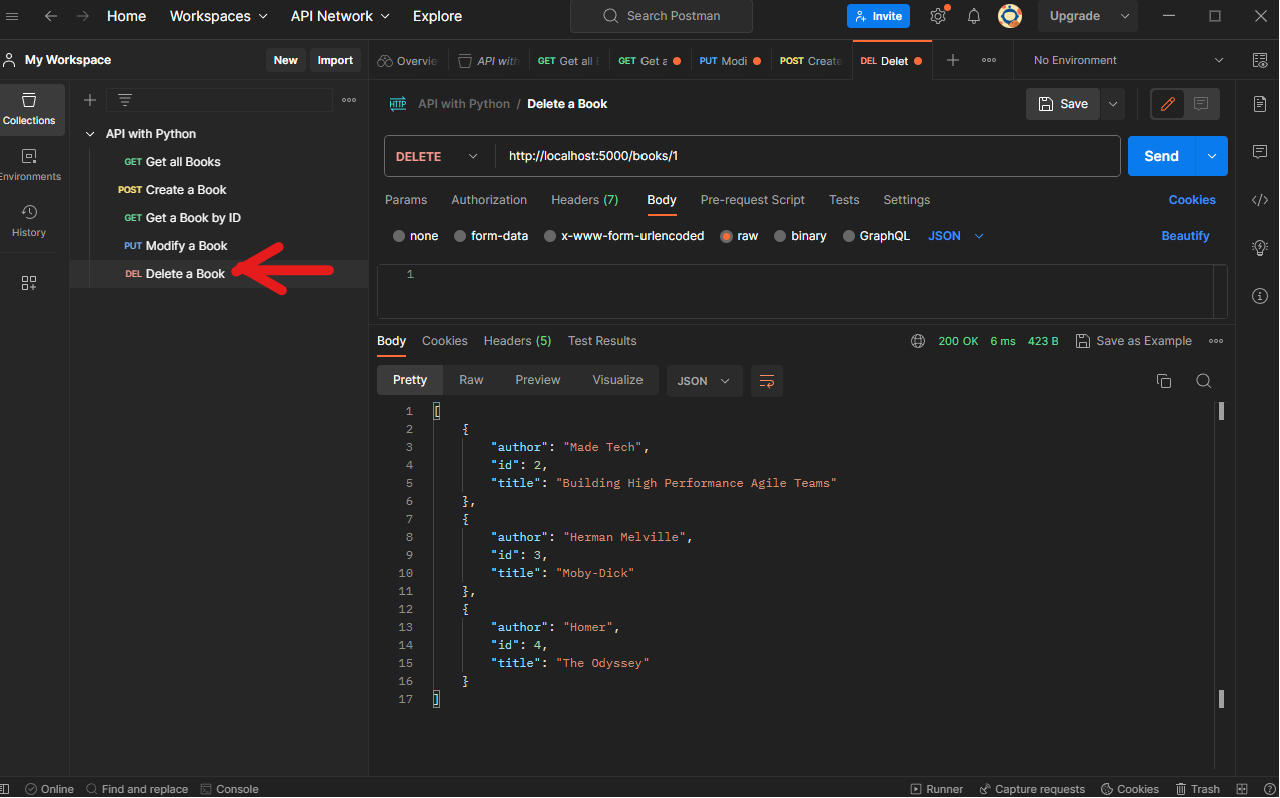 Home Workspaces API Network Explore Search Postman Invite Upgrade
My Workspace New Import Overvie API with GET Get all GET Get a PUT Modi POST Create DEL Delet No Environment
Collections
Environments
History
API with Python
GET Get all Books
POST Create a Book
GET Get a Book by ID
PUT Modify a Book
DEL Delete a Book
HTTP API with Python / Delete a Book Save
DELETE http://localhost:5000/books/1 Send
Params Authorization Headers (7) Body Pre-request Script Tests Settings Cookies
none form-data x-www-form-urlencoded raw binary GraphQL JSON Beautify
1
Body Cookies Headers (5) Test Results 200 OK 6 ms 423 B Save as Example
Pretty Raw Preview Visualize JSON
1 [
2 {
3 "author": "Made Tech",
4 "id": 2,
5 "title": "Building High Performance Agile Teams"
6 },
7 {
8 "author": "Herman Melville",
9 "id": 3,
10 "title": "Moby-Dick"
11 },
12 {
13 "author": "Homer",
14 "id": 4,
15 "title": "The Odyssey"
16 }
17 ]
Online Find and replace Console Runner Capture requests Cookies Trash